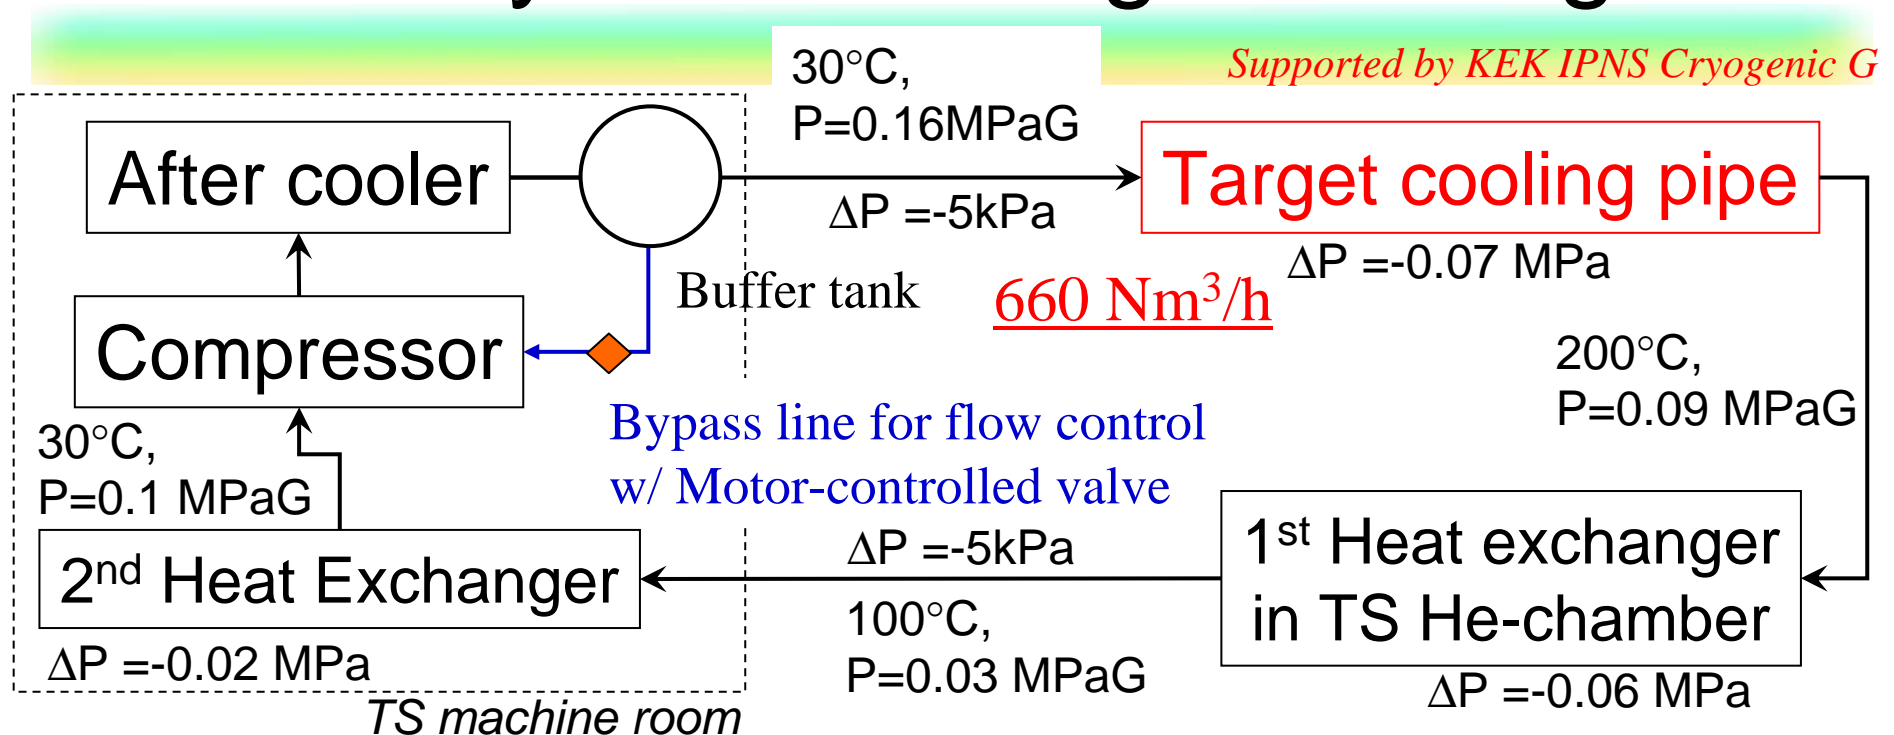 Supported by KEK IPNS Cryogenic G
30°C,
P=0.16MPaG
After cooler
Target cooling pipe
ΔP =-5kPa
ΔP =-0.07 MPa
Buffer tank
660 Nm³/h
Compressor
200°C,
P=0.09 MPaG
Bypass line for flow control
w/ Motor-controlled valve
30°C,
P=0.1 MPaG
1st Heat exchanger
in TS He-chamber
ΔP =-5kPa
2nd Heat Exchanger
100°C,
P=0.03 MPaG
ΔP =-0.02 MPa
ΔP =-0.06 MPa
TS machine room